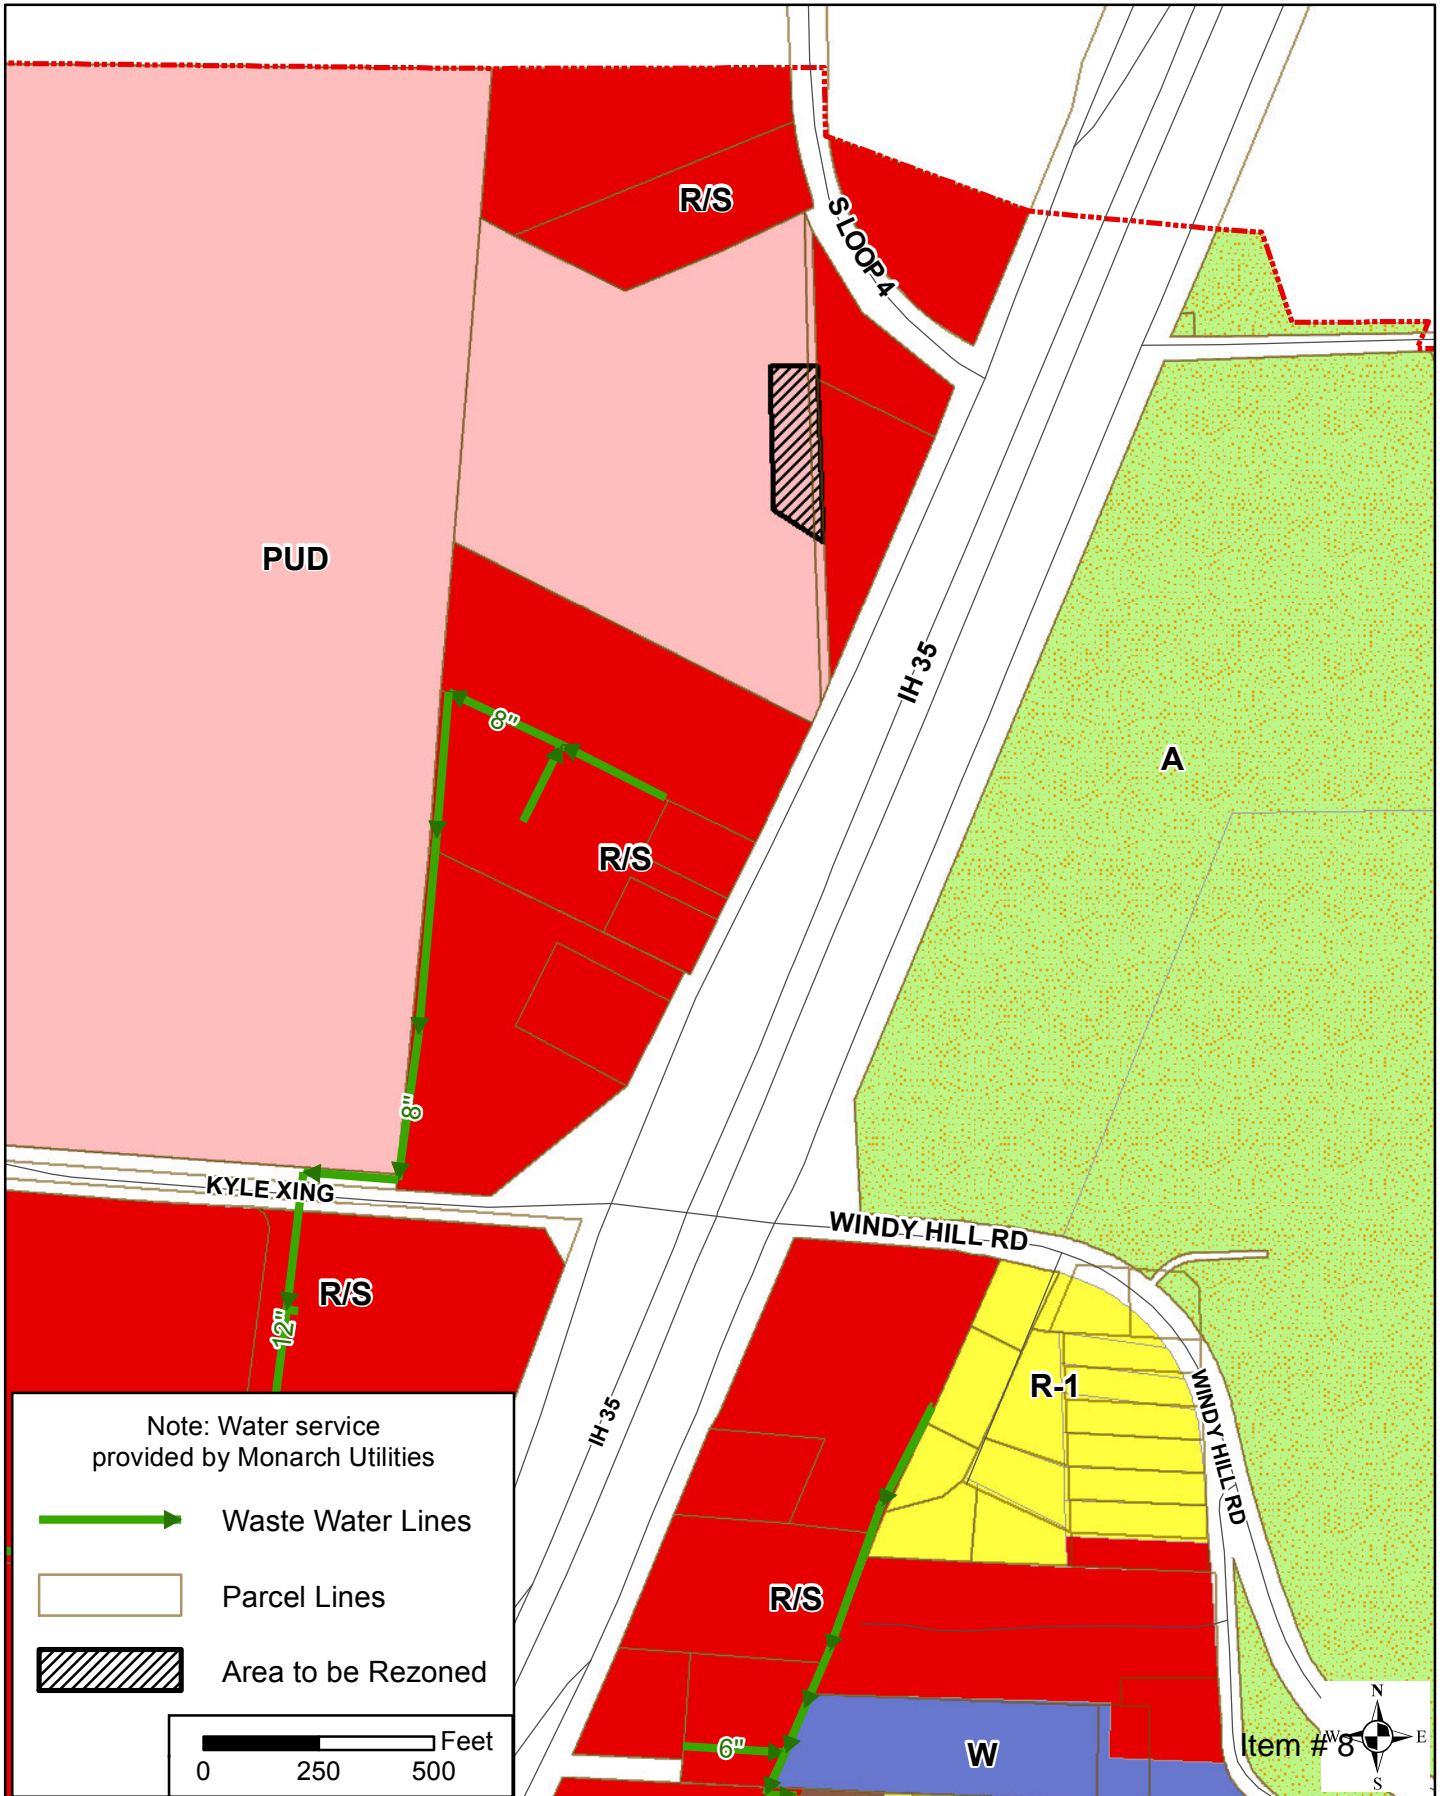 R/S
S LOOP 4
PUD
IH 35
A
8"
R/S
8"
KYLE XING
WINDY HILL RD
R/S
12"
R-1
WINDY HILL RD
IH 35
Note: Water service
provided by Monarch Utilities
Waste Water Lines
Parcel Lines
Area to be Rezoned
R/S
6"
W
Feet
0 250 500
Item # 8
N
W E
S